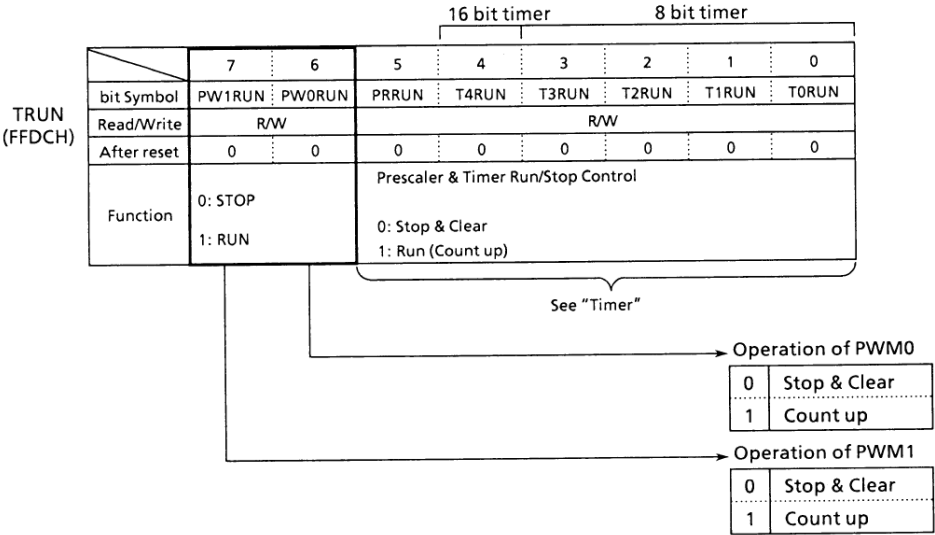 16 bit timer 8 bit timer
7 6 5 4 3 2 1 0
bit Symbol PW1RUN PW0RUN PRRUN T4RUN T3RUN T2RUN T1RUN T0RUN
TRUN
(FFDCH)
Read/Write R/W R/W
After reset 0 0 0 0 0 0 0 0
Function
0: STOP
1: RUN
Prescaler & Timer Run/Stop Control
0: Stop & Clear
1: Run (Count up)
See "Timer"
Operation of PWM0
0 Stop & Clear
1 Count up
Operation of PWM1
0 Stop & Clear
1 Count up